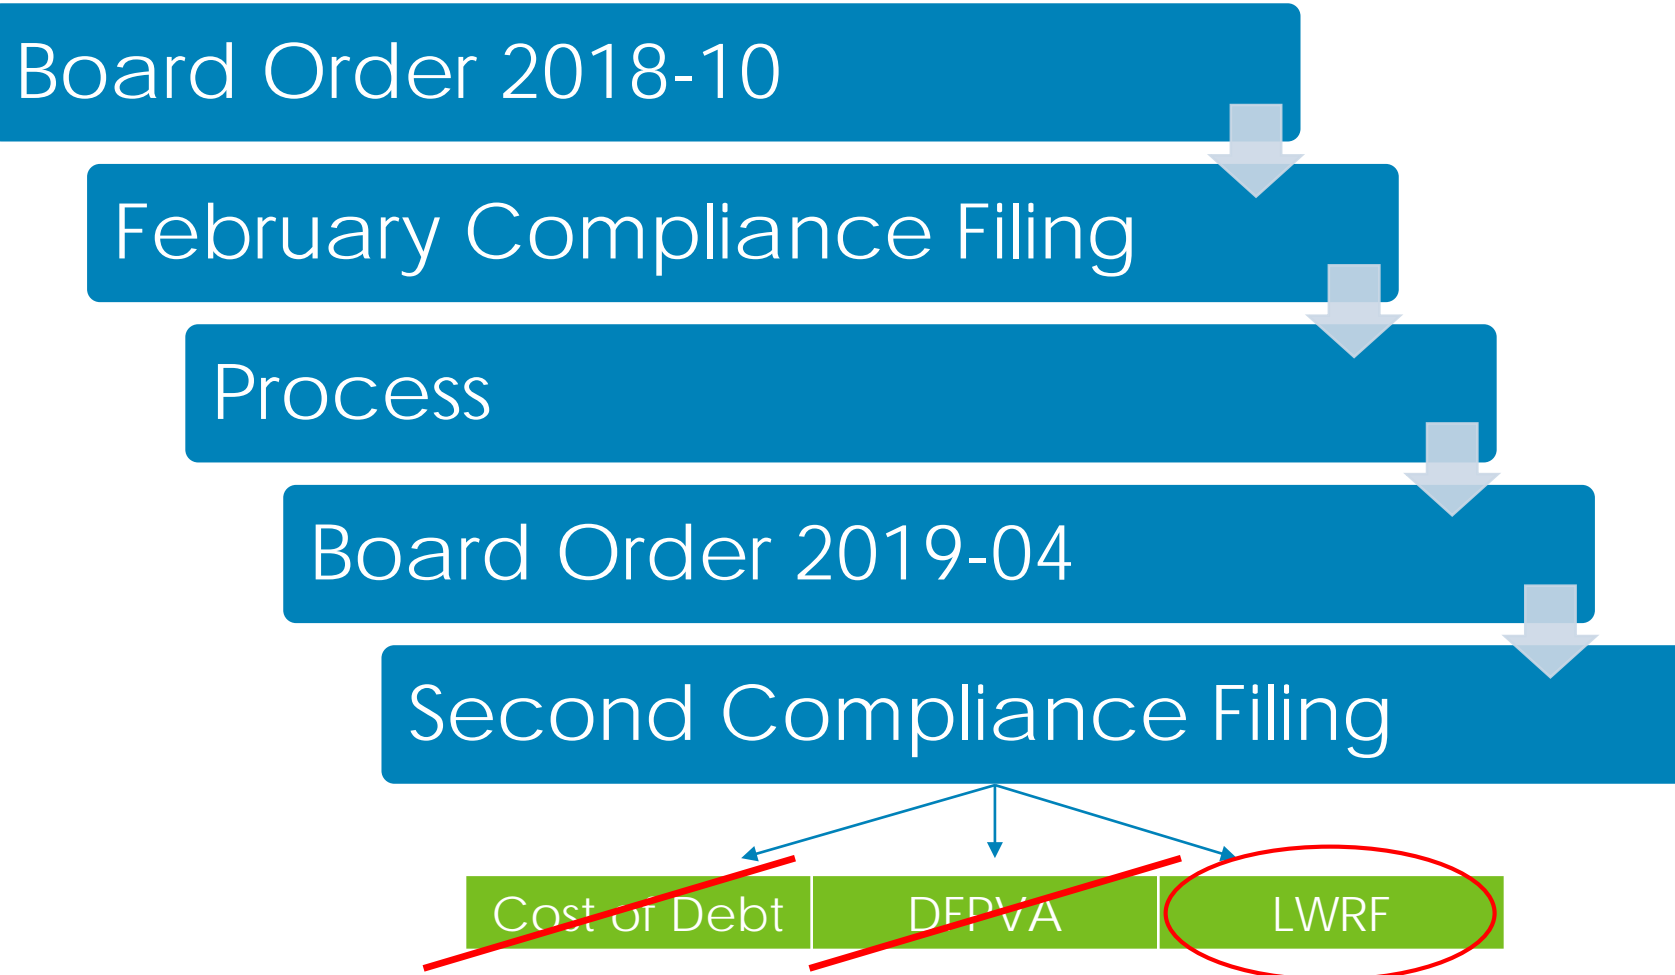 Board Order 2018-10
February Compliance Filing
Process
Board Order 2019-04
Second Compliance Filing
Cost of Debt
DFPVA
LWRF